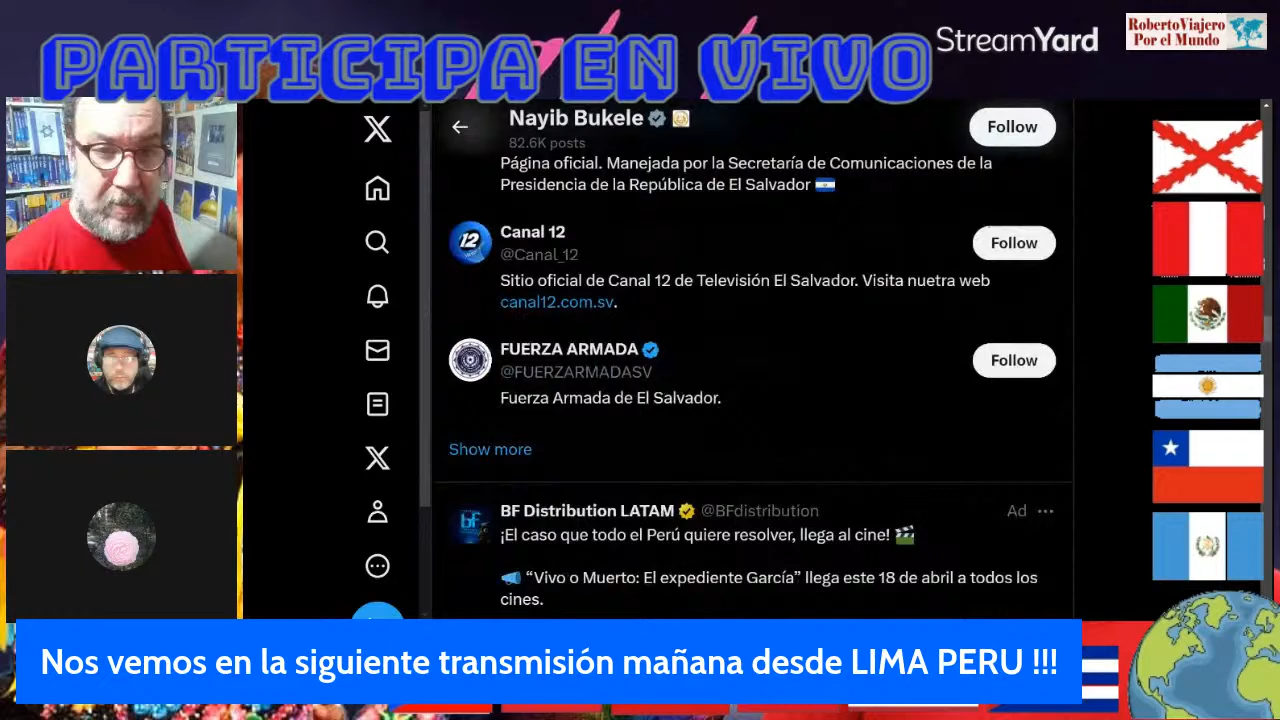 PARTICIPA EN VIVO
StreamYard
RobertoViajero
Por el Mundo
Nayib Bukele
82.6K posts
Follow
Página oficial. Manejada por la Secretaría de Comunicaciones de la
Presidencia de la República de El Salvador
12
Canal 12
@Canal_12
Follow
Sitio oficial de Canal 12 de Televisión El Salvador. Visita nuetra web
canal12.com.sv.
FUERZA ARMADA
@FUERZARMADASV
Follow
Fuerza Armada de El Salvador.
Show more
bf
BF Distribution LATAM @BFdistribution
Ad
¡El caso que todo el Perú quiere resolver, llega al cine!
“Vivo o Muerto: El expediente García” llega este 18 de abril a todos los
cines.
Nos vemos en la siguiente transmisión mañana desde LIMA PERU !!!